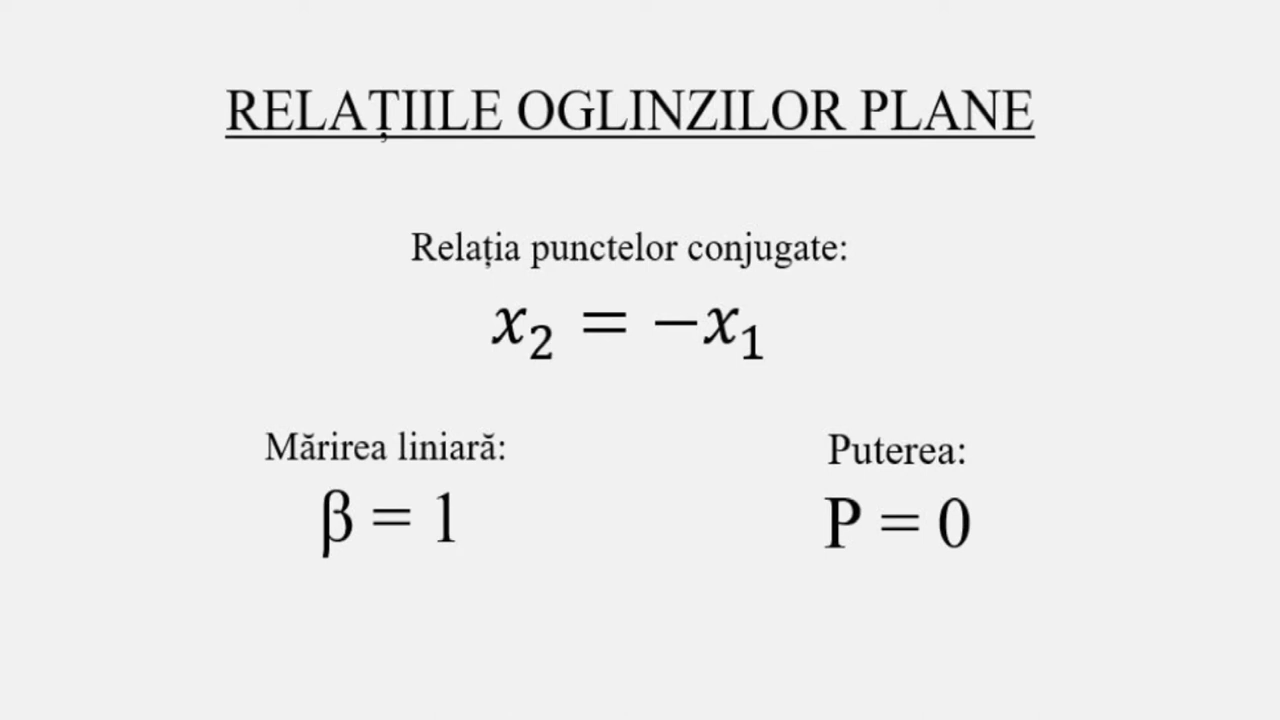 RELAȚIILE OGLINZILOR PLANE
Relația punctelor conjugate:
x₂ = −x₁
Mărirea liniară:
β = 1
Puterea:
P = 0